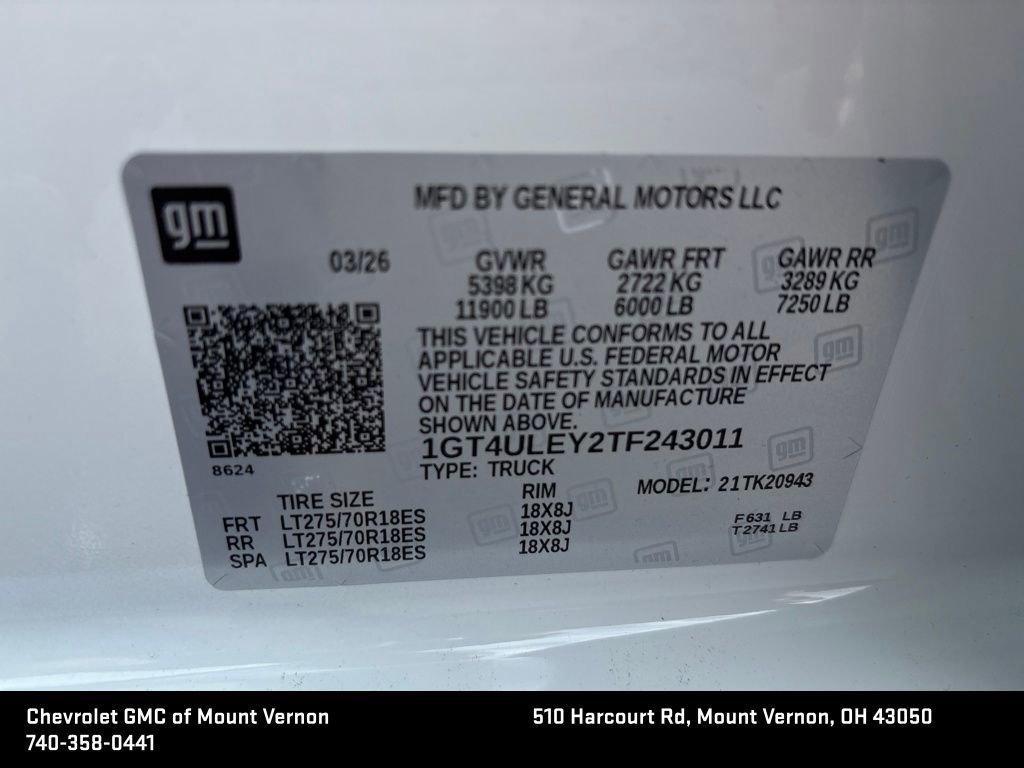 gm
MFD BY GENERAL MOTORS LLC
03/26 GVWR GAWR FRT GAWR RR
5398 KG 2722 KG 3289 KG
11900 LB 6000 LB 7250 LB
THIS VEHICLE CONFORMS TO ALL
APPLICABLE U.S. FEDERAL MOTOR
VEHICLE SAFETY STANDARDS IN EFFECT
ON THE DATE OF MANUFACTURE
SHOWN ABOVE.
1GT4ULEY2TF243011
8624
TYPE: TRUCK
TIRE SIZE RIM MODEL: 21TK20943
FRT LT275/70R18ES 18X8J F631 LB
RR LT275/70R18ES 18X8J T2741LB
SPA LT275/70R18ES 18X8J
Chevrolet GMC of Mount Vernon 510 Harcourt Rd, Mount Vernon, OH 43050
740-358-0441